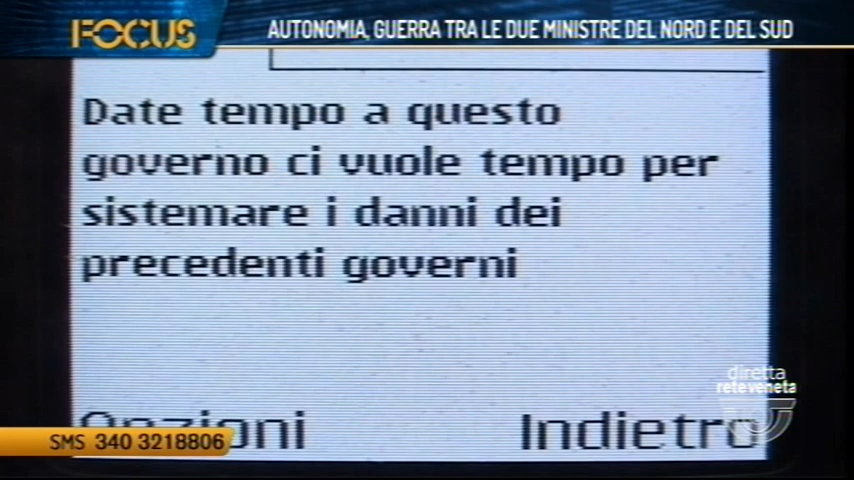 FOCUS
AUTONOMIA, GUERRA TRA LE DUE MINISTRE DEL NORD E DEL SUD
Date tempo a questo
governo ci vuole tempo per
sistemare i danni dei
precedenti governi
Opzioni
Indietro
diretta
reteveneta
SMS 340 3218806